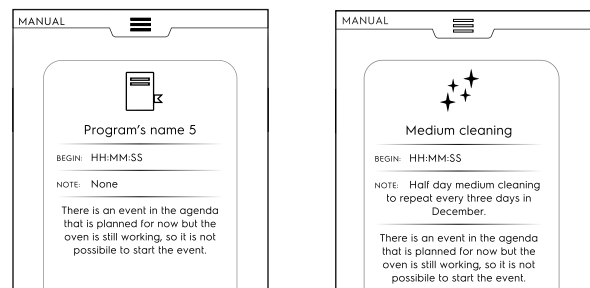 MANUAL
Program's name 5
BEGIN: HH:MM:SS
NOTE: None
There is an event in the agenda
that is planned for now but the
oven is still working, so it is not
possibile to start the event.
MANUAL
Medium cleaning
BEGIN: HH:MM:SS
NOTE: Half day medium cleaning
to repeat every three days in
December.
There is an event in the agenda
that is planned for now but the
oven is still working, so it is not
possibile to start the event.